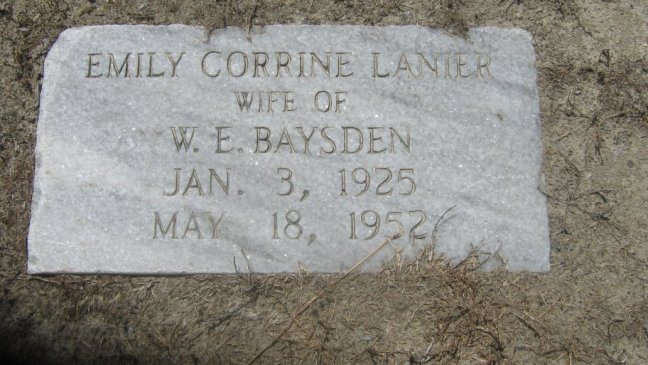 EMILY CORRINE LANIER
WIFE OF
W. E. BAYSDEN
JAN. 3, 1925
MAY 18, 1952